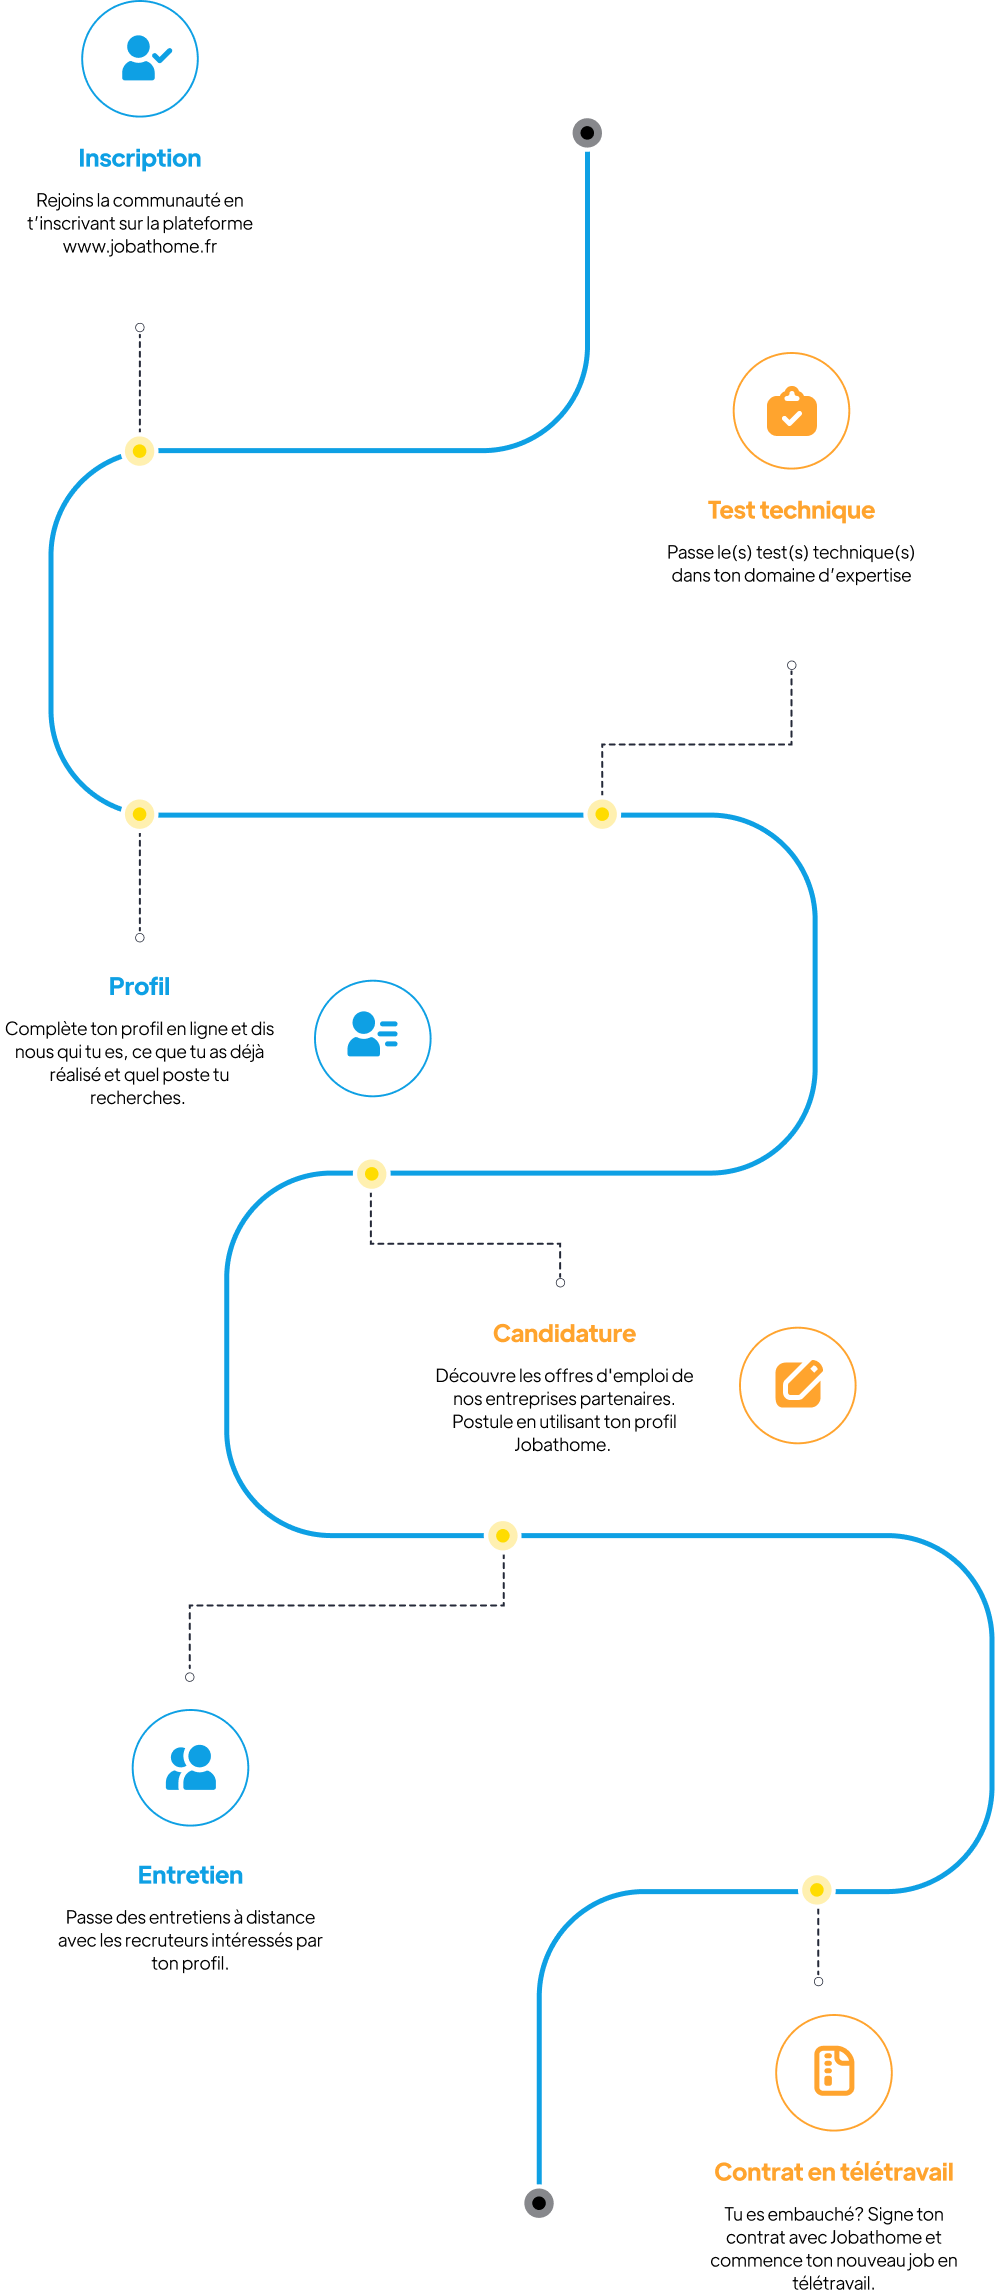 Inscription
Rejoins la communauté en
t’inscrivant sur la plateforme
www.jobathome.fr
Test technique
Passe le(s) test(s) technique(s)
dans ton domaine d’expertise
Profil
Complète ton profil en ligne et dis
nous qui tu es, ce que tu as déjà
réalisé et quel poste tu
recherches.
Candidature
Découvre les offres d'emploi de
nos entreprises partenaires.
Postule en utilisant ton profil
Jobathome.
Entretien
Passe des entretiens à distance
avec les recruteurs intéressés par
ton profil.
Contrat en télétravail
Tu es embauché? Signe ton
contrat avec Jobathome et
commence ton nouveau job en
télétravail.